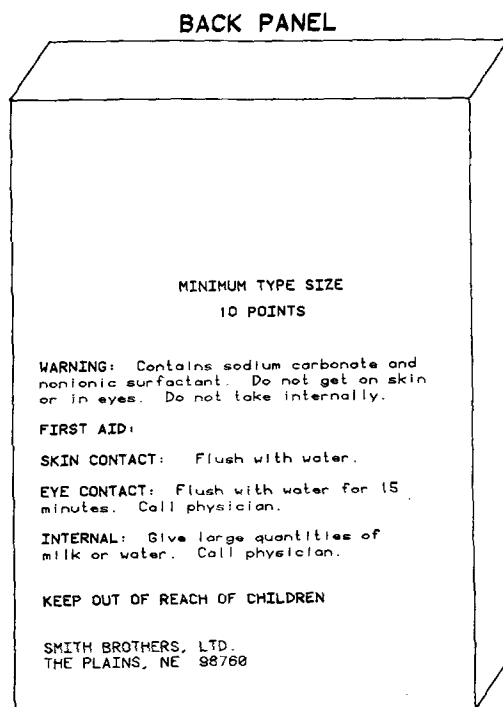 BACK PANEL
MINIMUM TYPE SIZE
10 POINTS
WARNING: Contains sodium carbonate and
nonionic surfactant. Do not get on skin
or in eyes. Do not take internally.
FIRST AID:
SKIN CONTACT: Flush with water.
EYE CONTACT: Flush with water for 15
minutes. Call physician.
INTERNAL: Give large quantities of
milk or water. Call physician.
KEEP OUT OF REACH OF CHILDREN
SMITH BROTHERS, LTD.
THE PLAINS, NE 98760